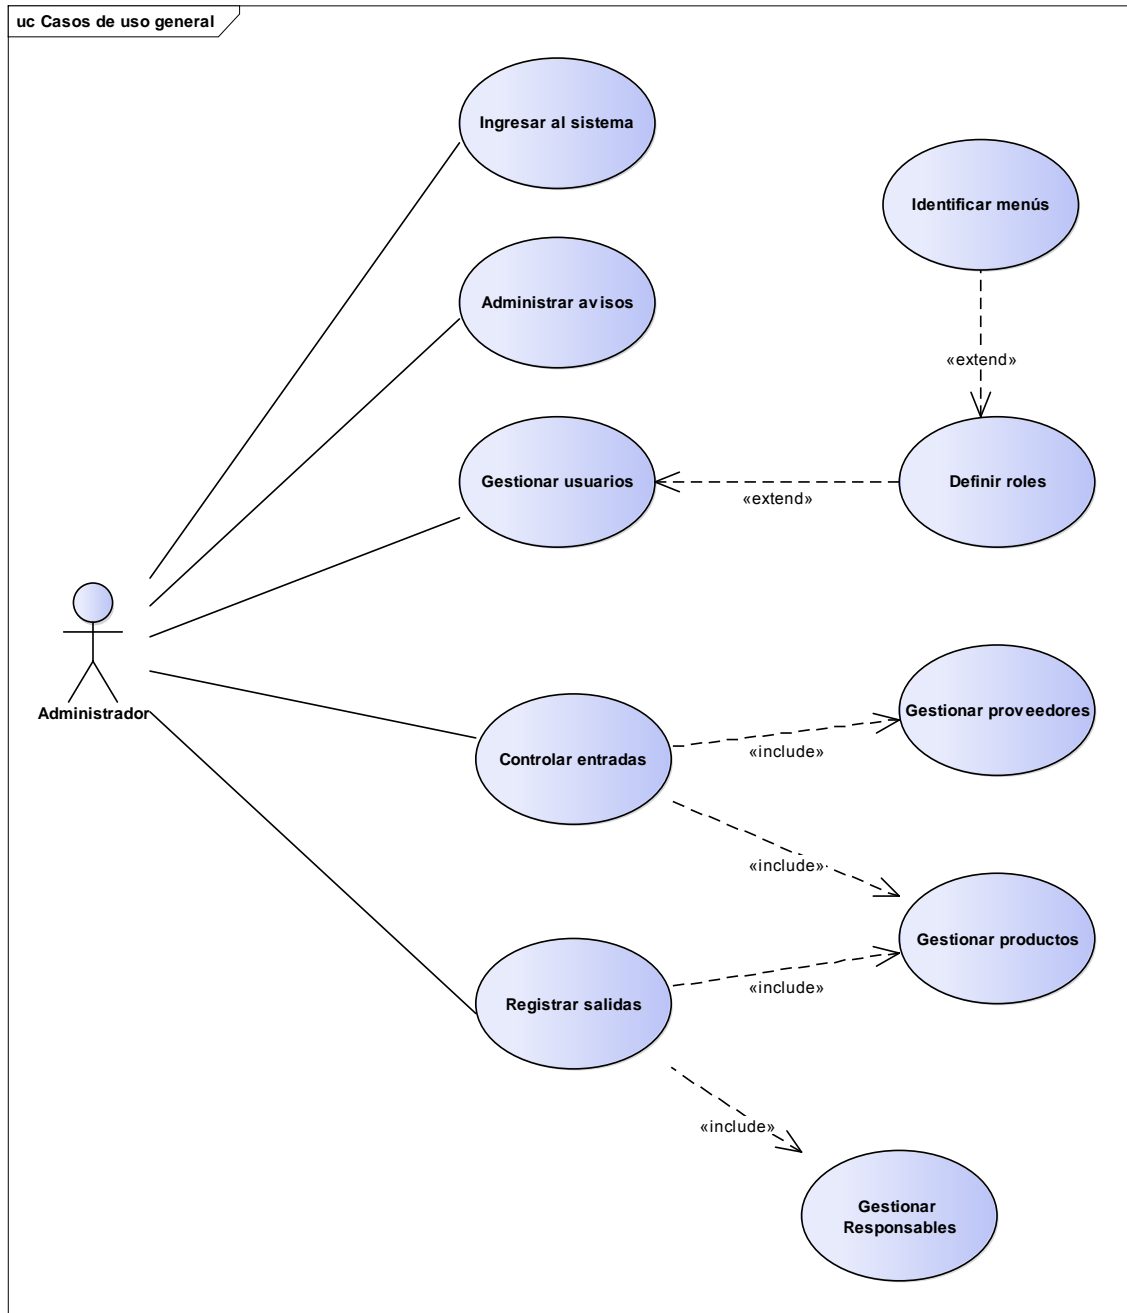 uc Casos de uso general
Ingresar al sistema
Identificar menús
Administrar avisos
«extend»
Gestionar usuarios
Definir roles
«extend»
Administrador
Gestionar proveedores
Controlar entradas
«include»
«include»
Gestionar productos
Registrar salidas
«include»
«include»
Gestionar
Responsables